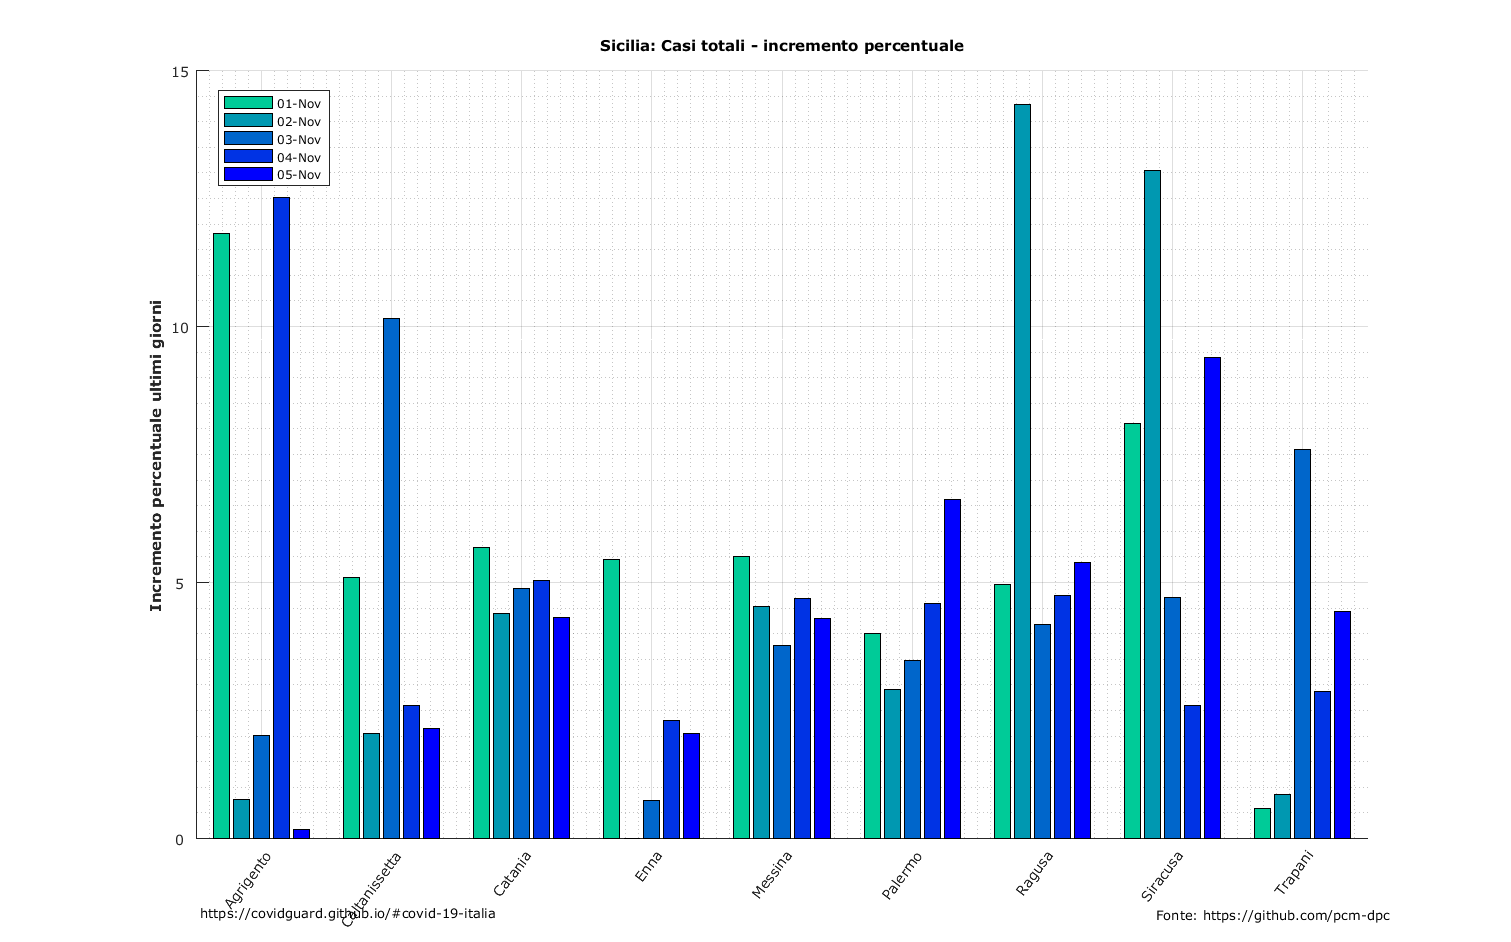 Sicilia: Casi totali - incremento percentuale
15
10
5
0
Incremento percentuale ultimi giorni
01-Nov
02-Nov
03-Nov
04-Nov
05-Nov
Agrigento
Caltanissetta
Catania
Enna
Messina
Palermo
Ragusa
Siracusa
Trapani
https://covidguard.github.io/#covid-19-italia
Fonte: https://github.com/pcm-dpc